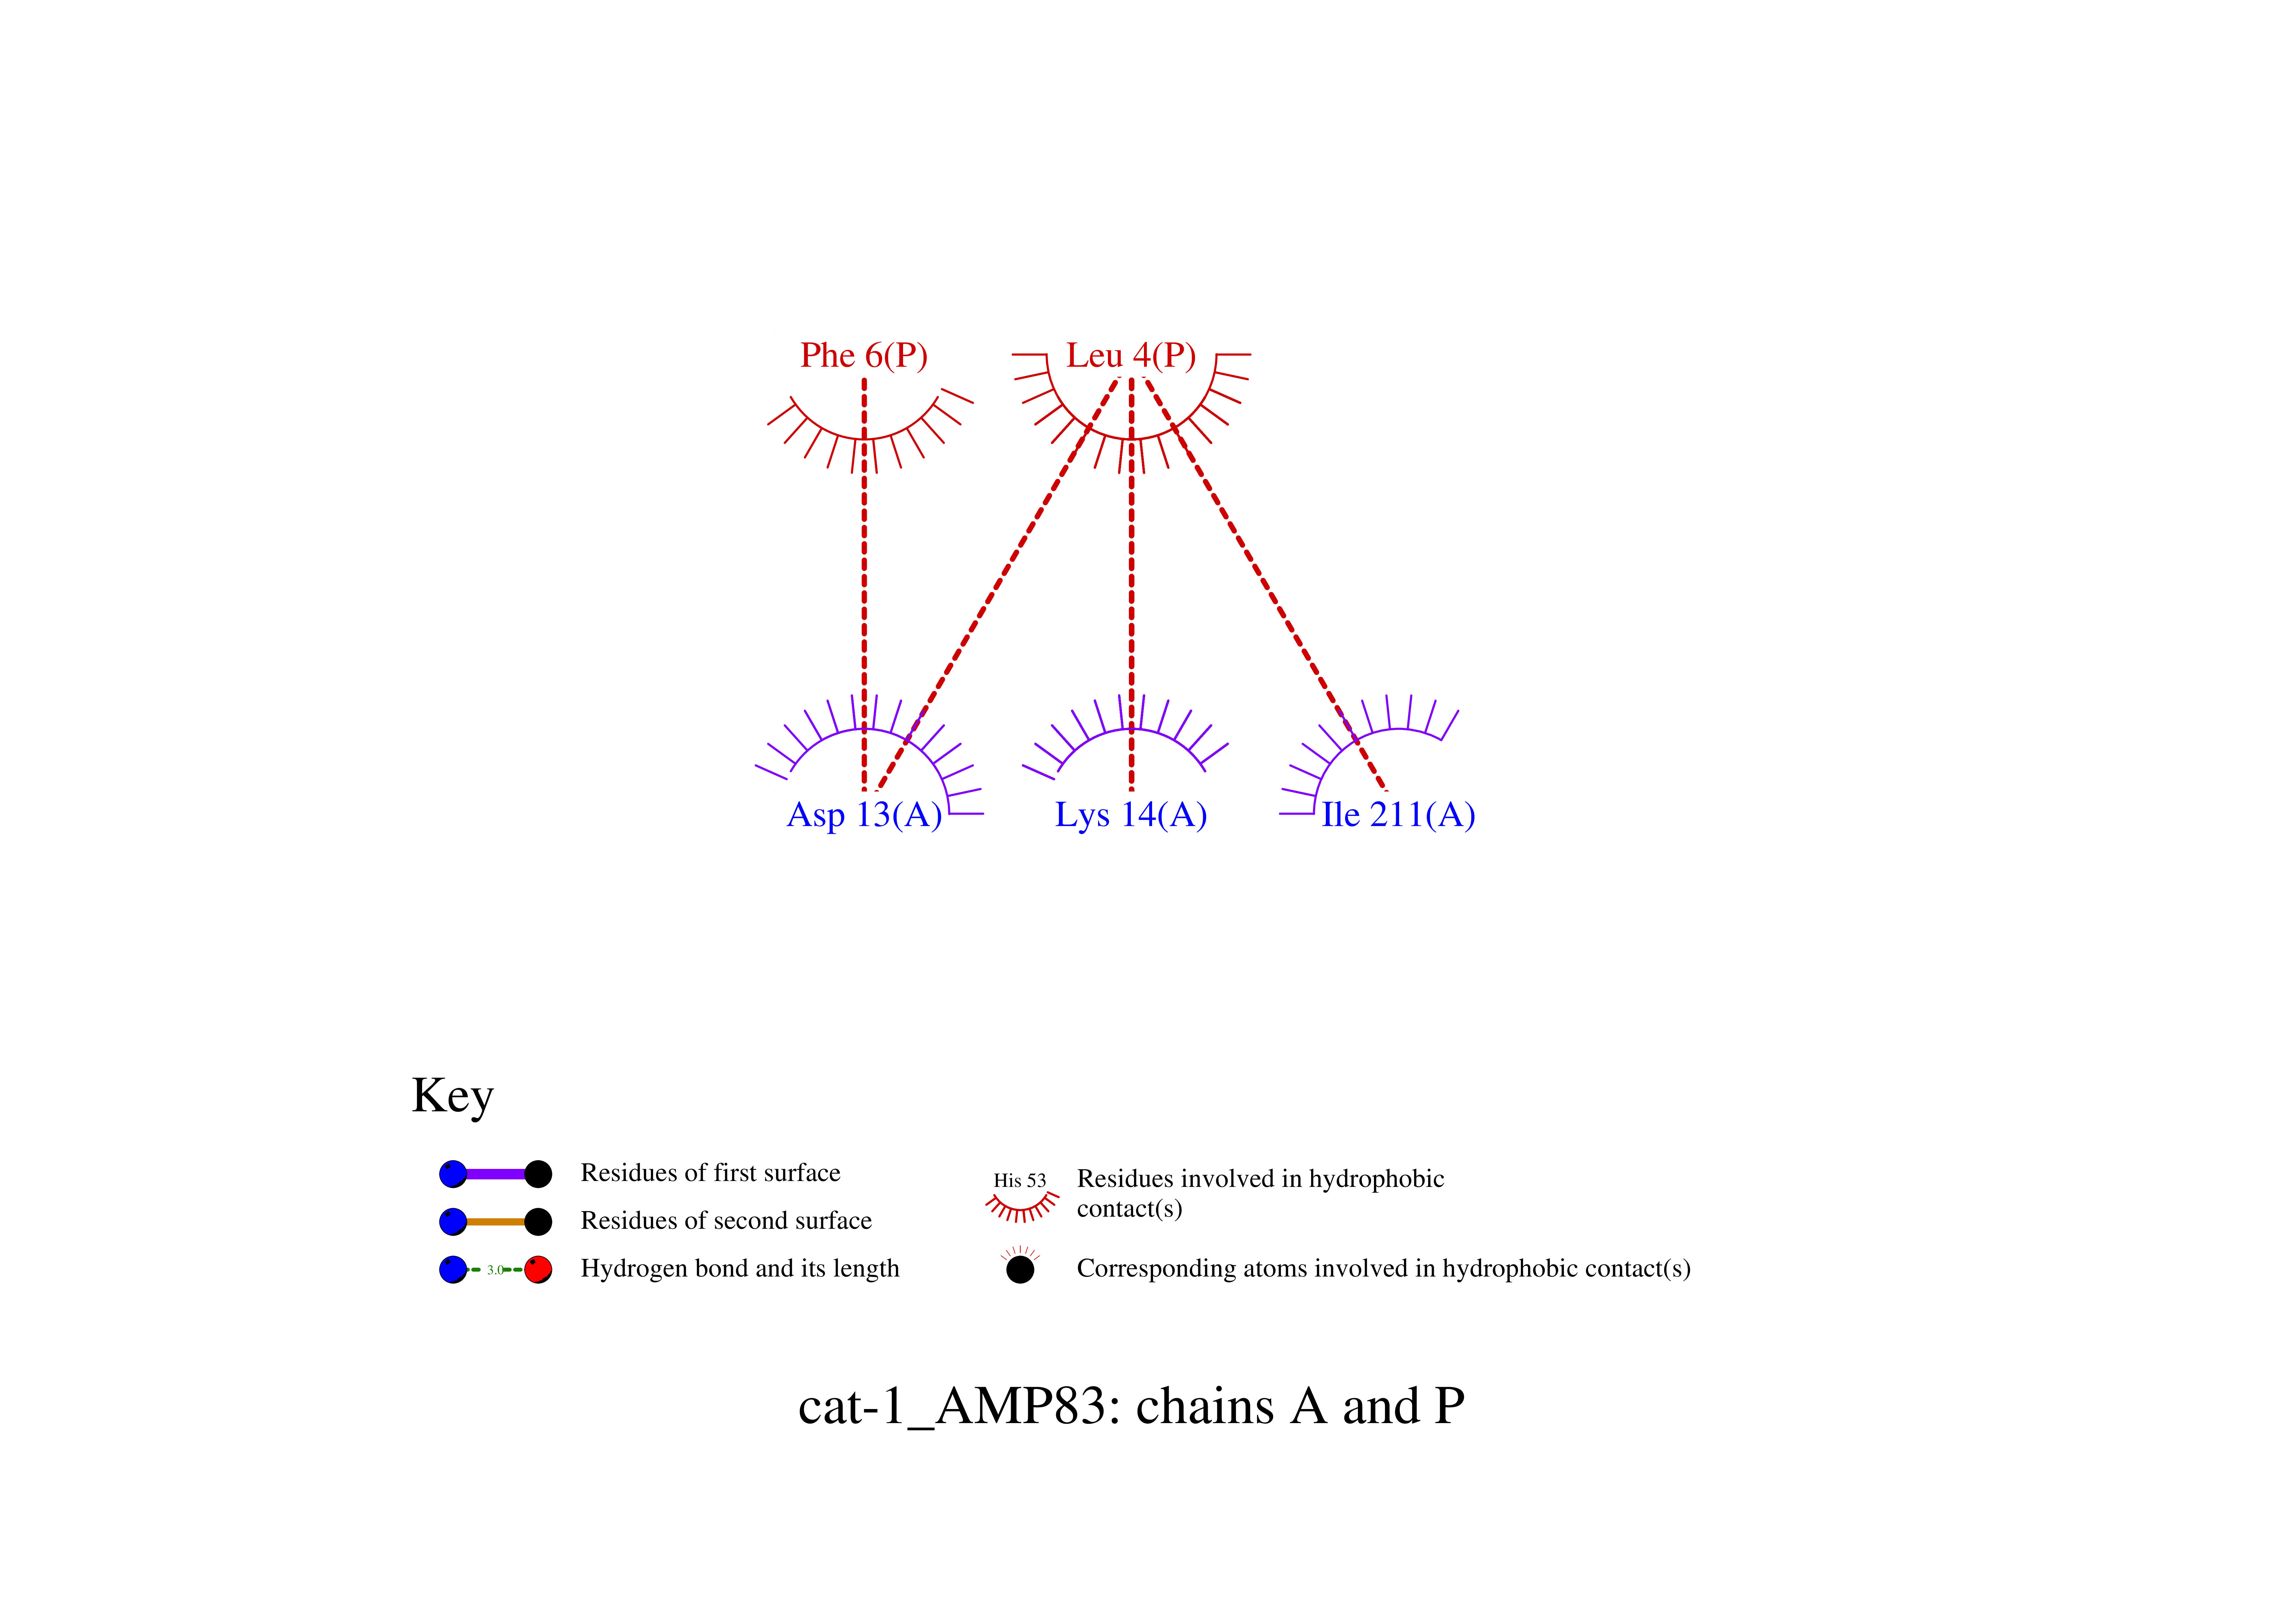 Phe 6(P) Leu 4(P)
Asp 13(A) Lys 14(A) Ile 211(A)
Key
Residues of first surface
Residues of second surface
3.0 Hydrogen bond and its length
His 53 Residues involved in hydrophobic
contact(s)
Corresponding atoms involved in hydrophobic contact(s)
cat-1_AMP83: chains A and P